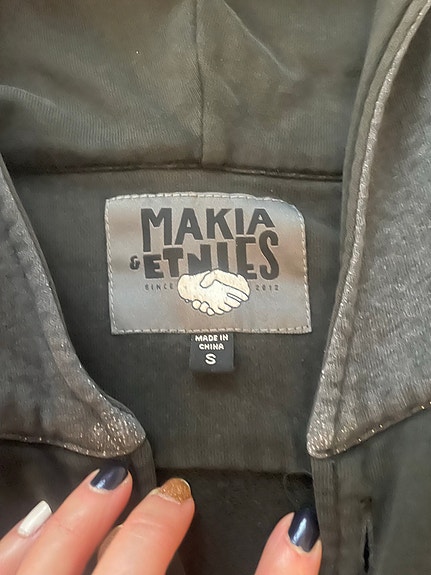 MAKIA
& ETNIES
SINCE 2012
MADE IN
CHINA
S